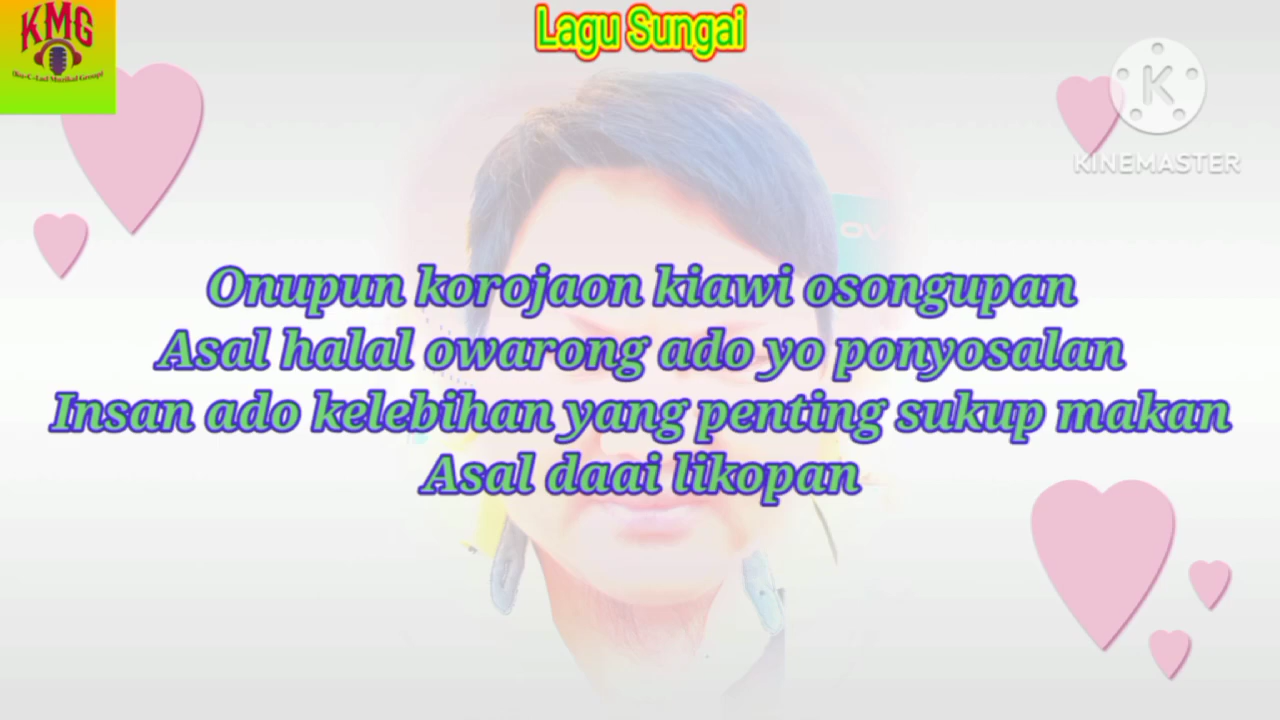 KMG
Lagu Sungai
K
KINEMASTER
Onupun korojaon kiawi osongupan
Asal halal owarong ado yo ponyosalan
Insan ado kelebihan yang penting sukup makan
Asal daai likopan